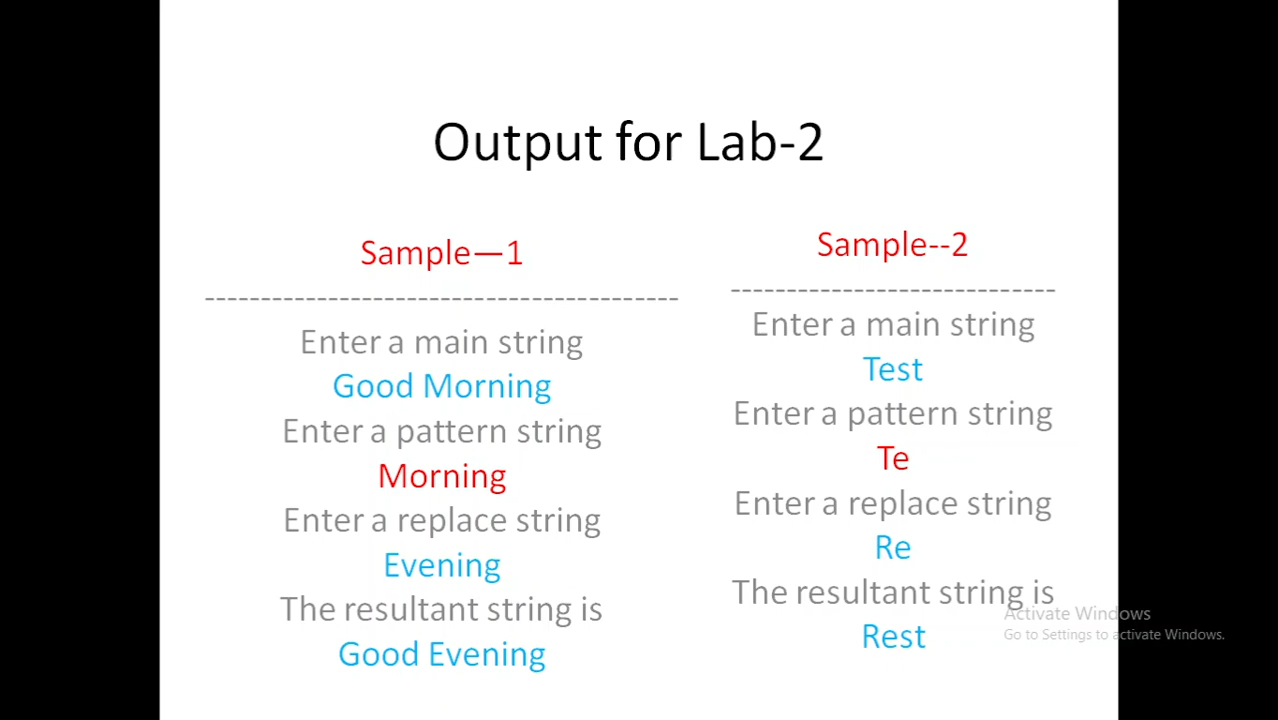 Output for Lab-2
Sample—1
-------------------------------------------
Enter a main string
Good Morning
Enter a pattern string
Morning
Enter a replace string
Evening
The resultant string is
Good Evening
Sample--2
-----------------------------
Enter a main string
Test
Enter a pattern string
Te
Enter a replace string
Re
The resultant string is
Rest
Activate Windows
Go to Settings to activate Windows.